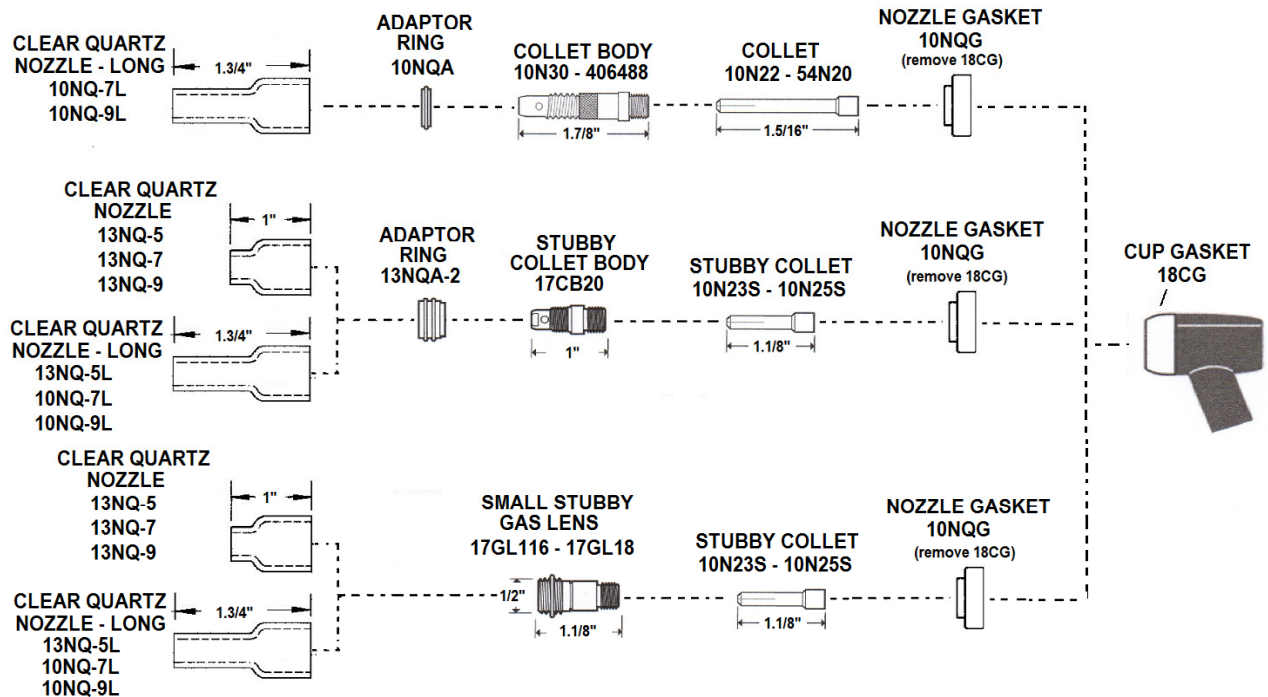 CLEAR QUARTZ
NOZZLE - LONG
10NQ-7L
10NQ-9L
1.3/4"
ADAPTOR
RING
10NQA
COLLET BODY
10N30 - 406488
1.7/8"
COLLET
10N22 - 54N20
1.5/16"
NOZZLE GASKET
10NQG
(remove 18CG)
CLEAR QUARTZ
NOZZLE
13NQ-5
13NQ-7
13NQ-9
1"
CLEAR QUARTZ
NOZZLE - LONG
13NQ-5L
10NQ-7L
10NQ-9L
1.3/4"
ADAPTOR
RING
13NQA-2
STUBBY
COLLET BODY
17CB20
1"
STUBBY COLLET
10N23S - 10N25S
1.1/8"
NOZZLE GASKET
10NQG
(remove 18CG)
CUP GASKET
18CG
CLEAR QUARTZ
NOZZLE
13NQ-5
13NQ-7
13NQ-9
1"
CLEAR QUARTZ
NOZZLE - LONG
13NQ-5L
10NQ-7L
10NQ-9L
1.3/4"
SMALL STUBBY
GAS LENS
17GL116 - 17GL18
1/2"
1.1/8"
STUBBY COLLET
10N23S - 10N25S
1.1/8"
NOZZLE GASKET
10NQG
(remove 18CG)